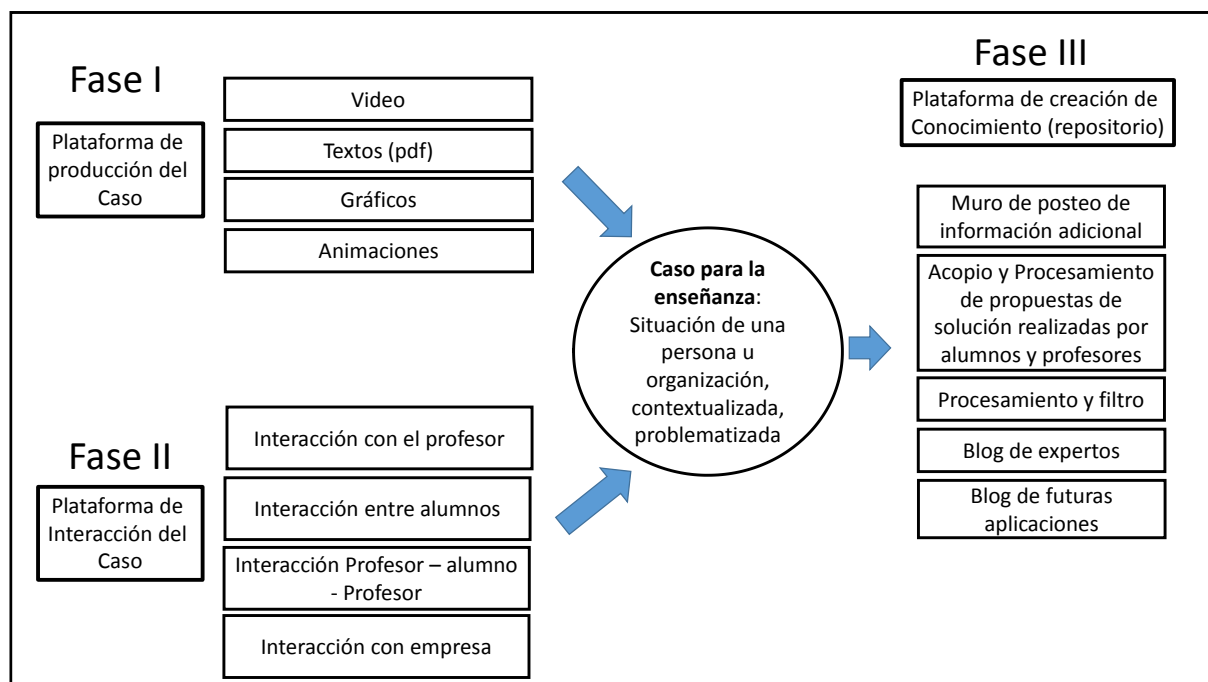 Fase I
Plataforma de
producción del
Caso
Video
Textos (pdf)
Gráficos
Animaciones
Fase II
Plataforma de
Interacción del
Caso
Interacción con el profesor
Interacción entre alumnos
Interacción Profesor – alumno
- Profesor
Interacción con empresa
Caso para la
enseñanza:
Situación de una
persona u
organización,
contextualizada,
problematizada
Fase III
Plataforma de creación de
Conocimiento (repositorio)
Muro de posteo de
información adicional
Acopio y Procesamiento
de propuestas de
solución realizadas por
alumnos y profesores
Procesamiento y filtro
Blog de expertos
Blog de futuras
aplicaciones